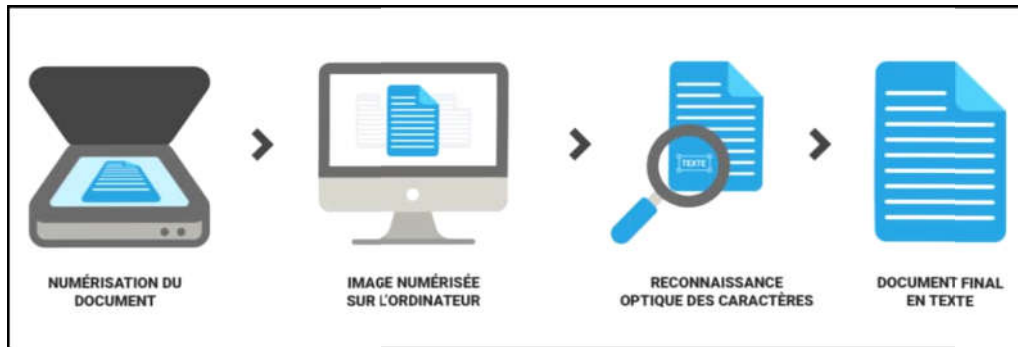 TEXTE
NUMÉRISATION DU
DOCUMENT
IMAGE NUMÉRISÉE
SUR L'ORDINATEUR
RECONNAISSANCE
OPTIQUE DES CARACTÈRES
DOCUMENT FINAL
EN TEXTE